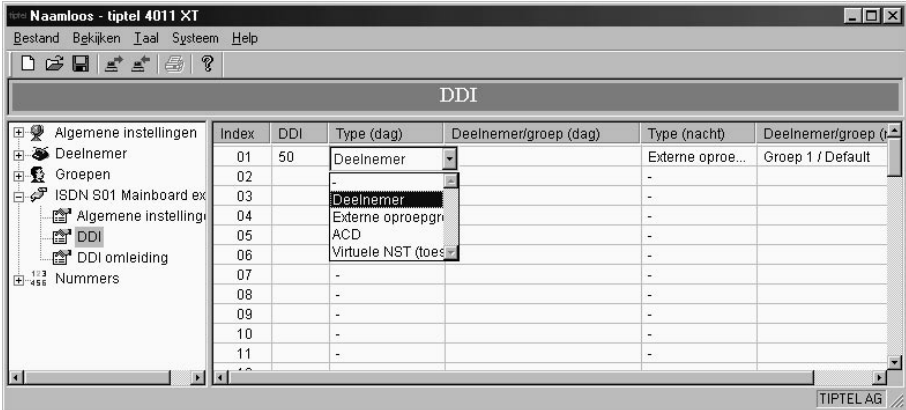 tiptel Naamloos - tiptel 4011 XT
Bestand Bekijken Taal Systeem Help
DDI
Algemene instellingen
Deelnemer
Groepen
ISDN S01 Mainboard ex
Algemene instelling
DDI
DDI omleiding
123 456 Nummers
Index DDI Type (dag) Deelnemer/groep (dag) Type (nacht) Deelnemer/groep (n
01 50 Deelnemer Externe oproe... Groep 1 / Default
02 -
03 -
04 -
05 -
06 -
07 - -
08 - -
09 - -
10 - -
11 - -
-
Deelnemer
Externe oproepgr
ACD
Virtuele NST (toes
TIPTEL AG